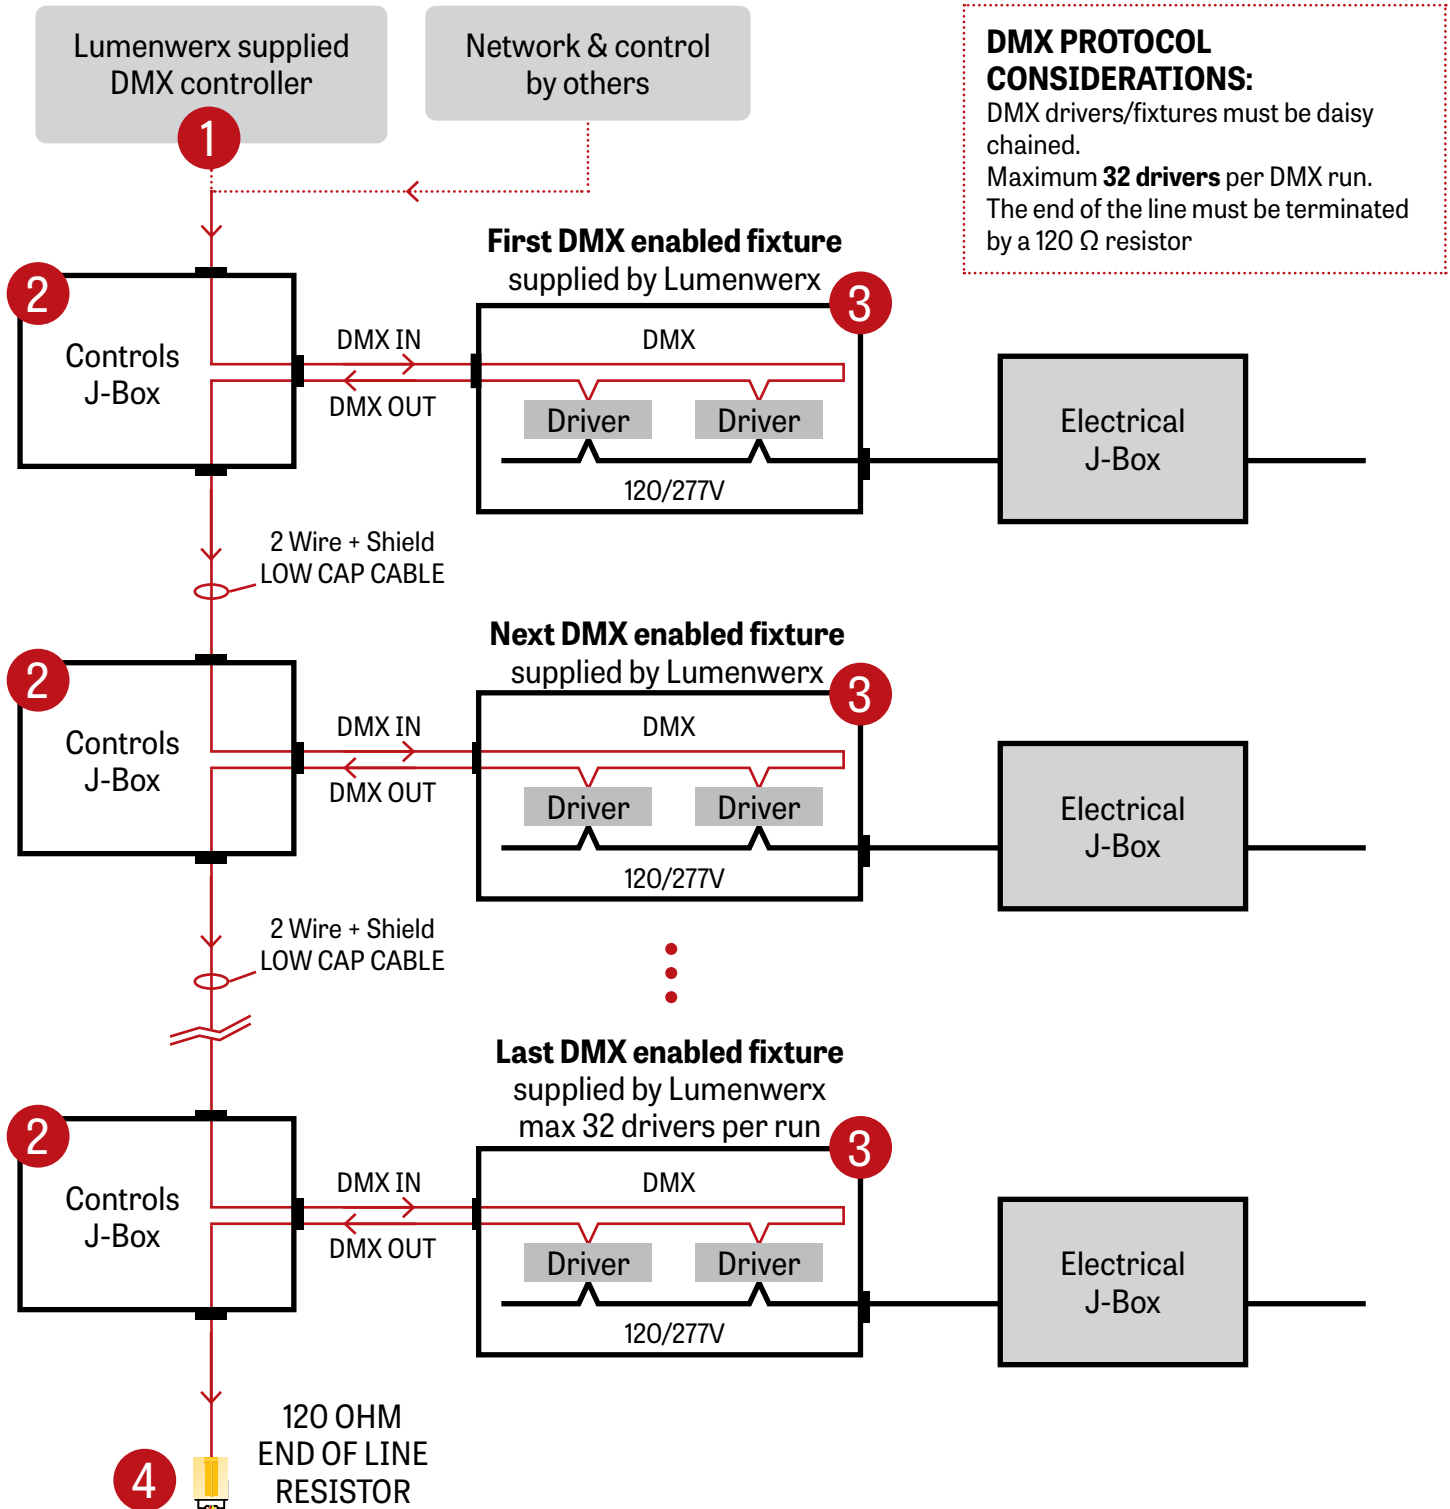 Lumenwerx supplied
DMX controller
1
Network & control
by others
DMX PROTOCOL
CONSIDERATIONS:
DMX drivers/fixtures must be daisy
chained.
Maximum 32 drivers per DMX run.
The end of the line must be terminated
by a 120 Ω resistor
First DMX enabled fixture
supplied by Lumenwerx
2
Controls
J-Box
DMX IN
DMX OUT
3
DMX
Driver
Driver
120/277V
Electrical
J-Box
2 Wire + Shield
LOW CAP CABLE
Next DMX enabled fixture
supplied by Lumenwerx
2
Controls
J-Box
DMX IN
DMX OUT
3
DMX
Driver
Driver
120/277V
Electrical
J-Box
2 Wire + Shield
LOW CAP CABLE
Last DMX enabled fixture
supplied by Lumenwerx
max 32 drivers per run
2
Controls
J-Box
DMX IN
DMX OUT
3
DMX
Driver
Driver
120/277V
Electrical
J-Box
4
120 OHM
END OF LINE
RESISTOR